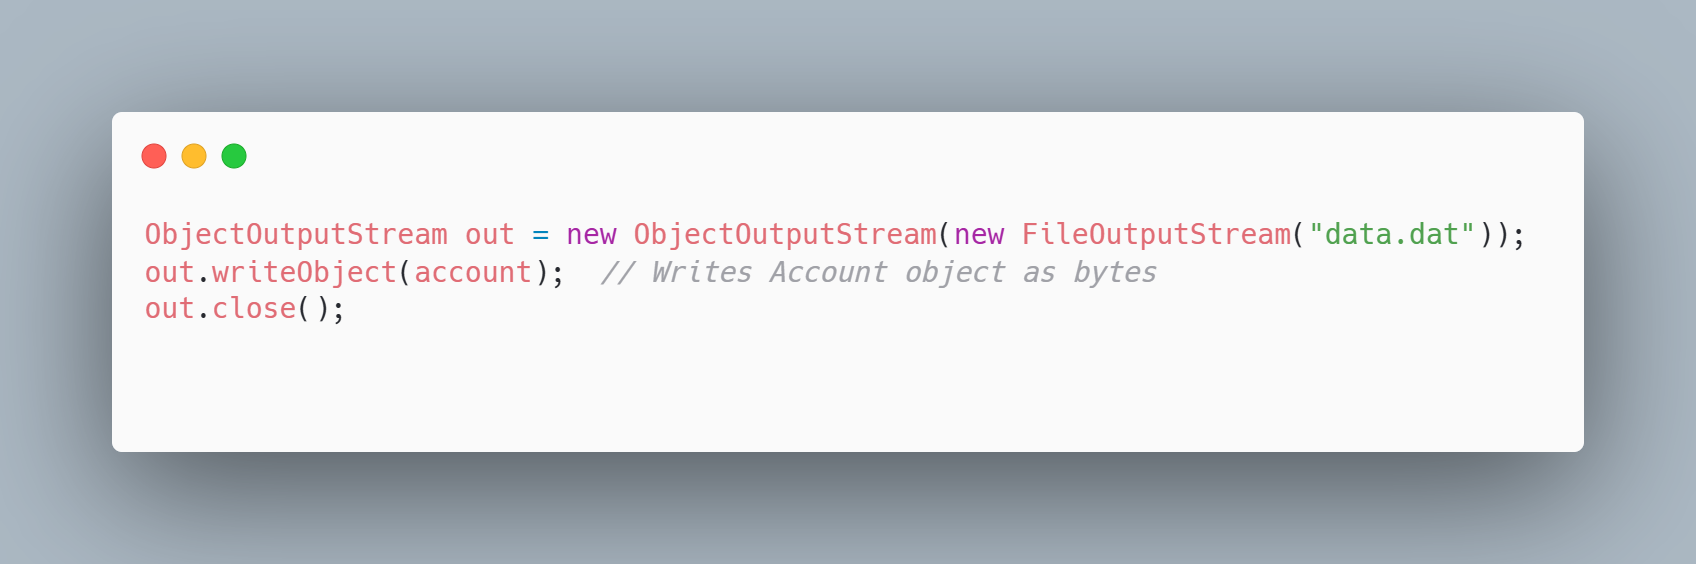 ObjectOutputStream out = new ObjectOutputStream(new FileOutputStream("data.dat"));
out.writeObject(account);  // Writes Account object as bytes
out.close();